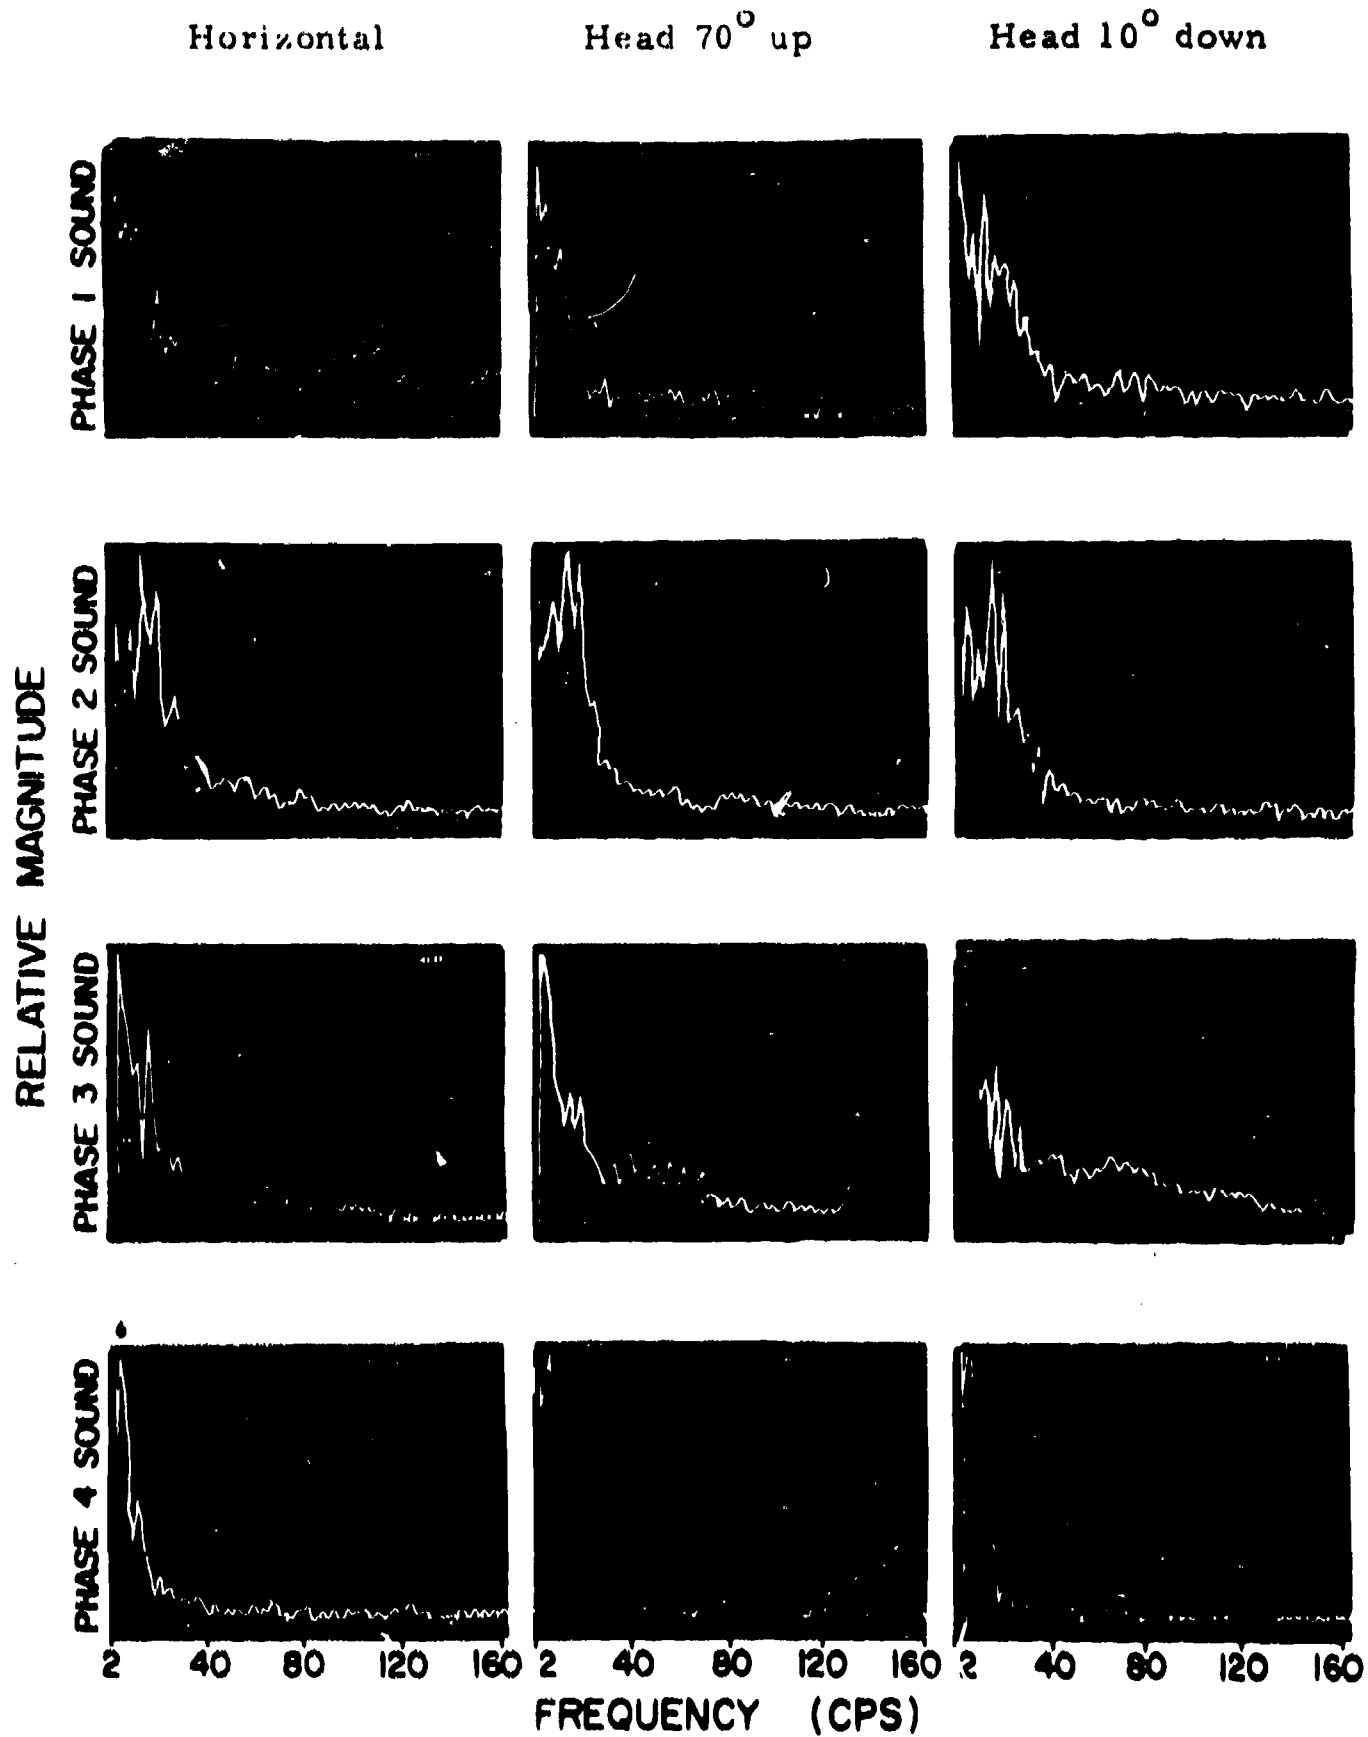 Horizontal
Head 70° up
Head 10° down
RELATIVE MAGNITUDE
PHASE 1 SOUND
PHASE 2 SOUND
PHASE 3 SOUND
PHASE 4 SOUND
2 40 80 120 160
2 40 80 120 160
2 40 80 120 160
FREQUENCY (CPS)